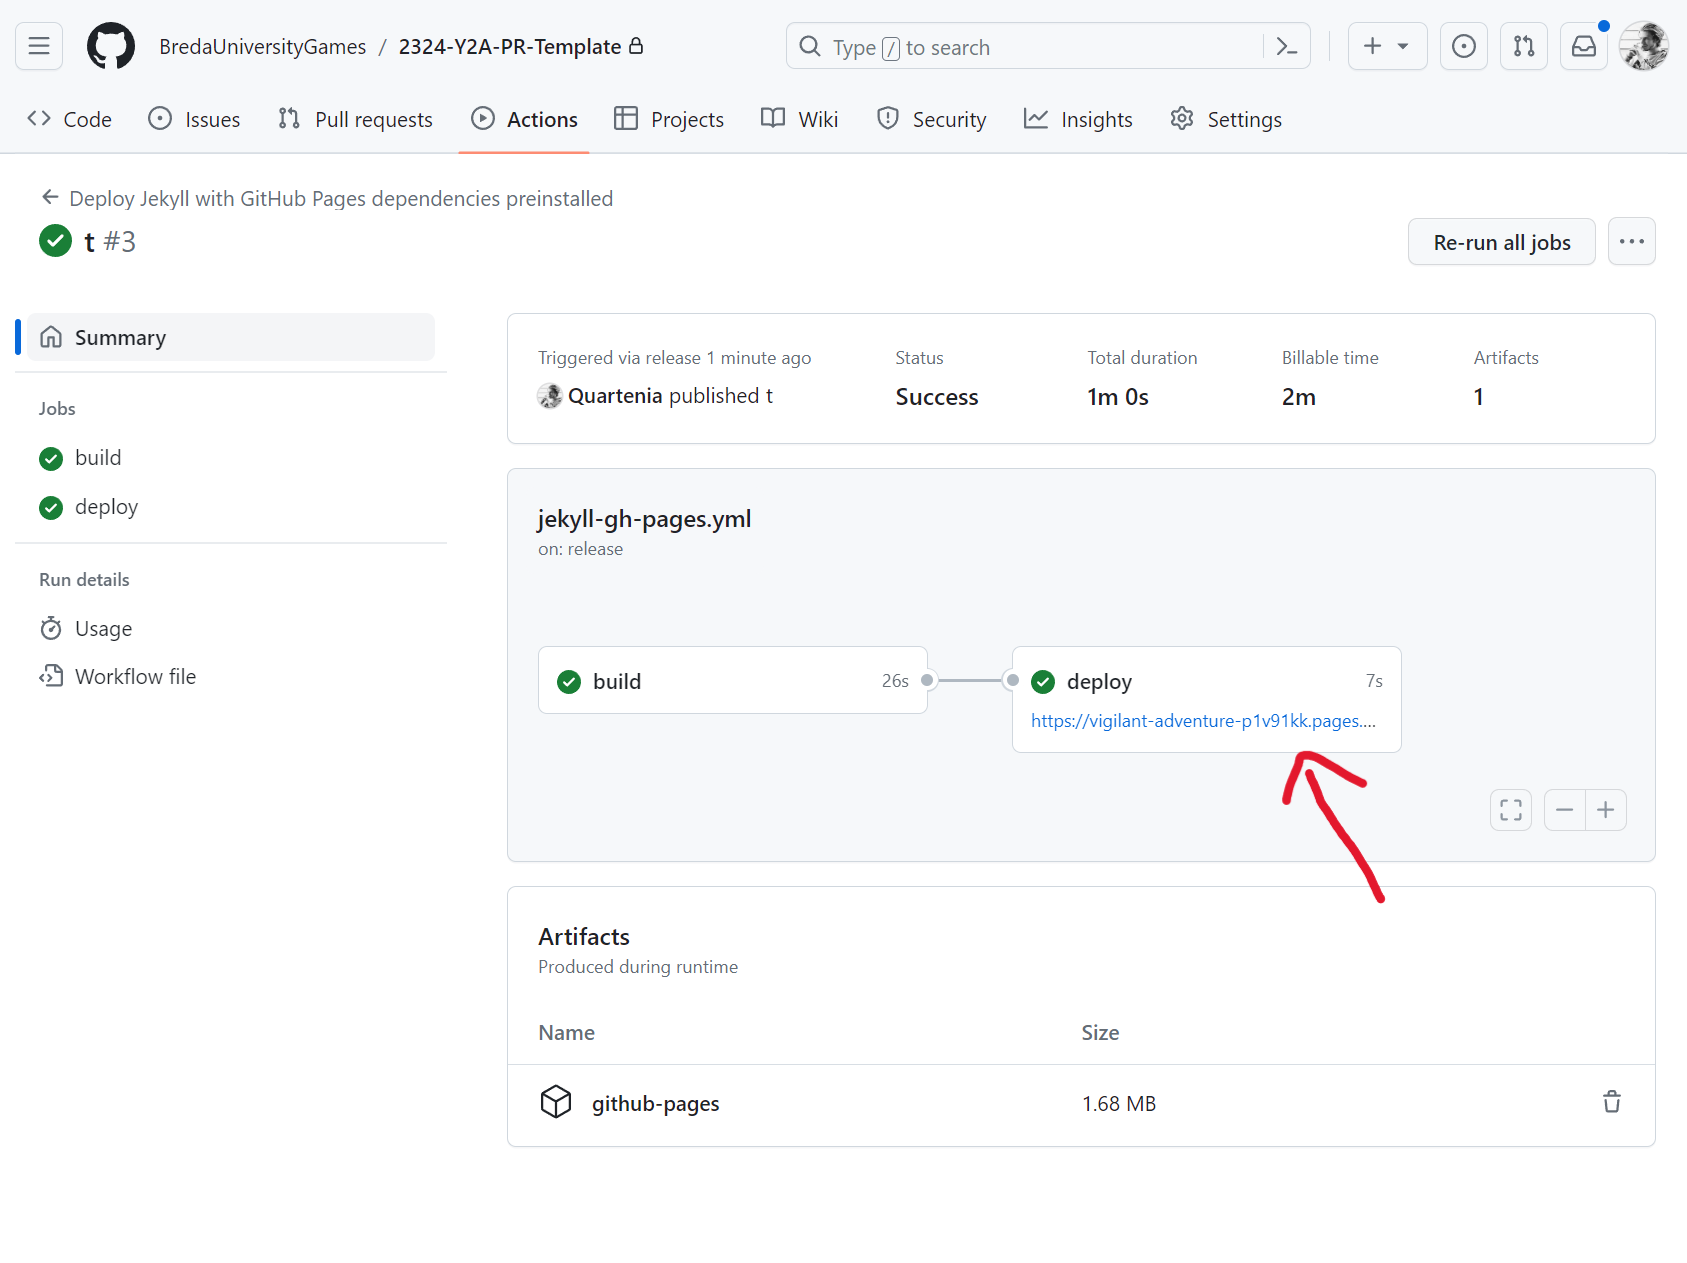 BredaUniversityGames / 2324-Y2A-PR-Template
Type / to search
Code Issues Pull requests Actions Projects Wiki Security Insights Settings
Deploy Jekyll with GitHub Pages dependencies preinstalled
t #3
Re-run all jobs
Summary
Jobs
build
deploy
Run details
Usage
Workflow file
Triggered via release 1 minute ago
Quartenia published t
Status
Success
Total duration
1m 0s
Billable time
2m
Artifacts
1
jekyll-gh-pages.yml
on: release
build 26s
deploy 7s
https://vigilant-adventure-p1v91kk.pages....
Artifacts
Produced during runtime
Name Size
github-pages 1.68 MB